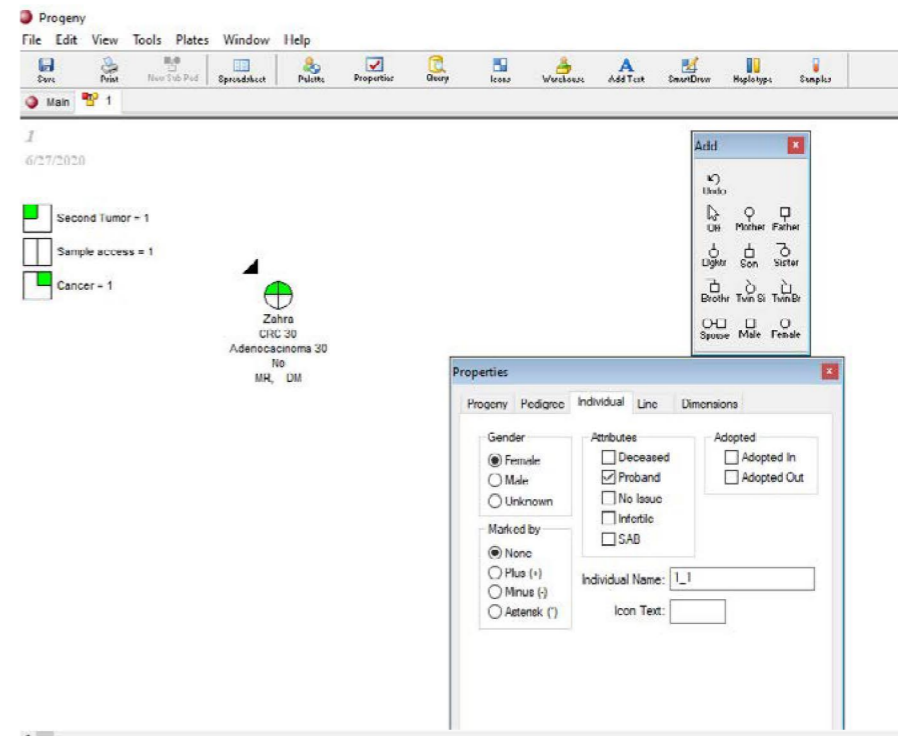 Progeny
File Edit View Tools Plates Window Help
Save Print New Sub Ped Spreadsheet Palette Properties Query Icons Warehouse Add Text SmartDraw Haplotype Samples
Main 1
1
6/27/2020
Second Tumor = 1
Sample access = 1
Cancer = 1
Zahra
CRC 30
Adenocacinoma 30
No
MR, DM
Add
Undo
Off Mother Father
Dghtr Son Sister
Brothr Twin Si Twin Br
Spouse Male Female
Properties
Progeny Pedigree Individual Line Dimensions
Gender
Female
Male
Unknown
Marked by
None
Plus (+)
Minus (-)
Asterisk (*)
Attributes
Deceased
Proband
No Issue
Infertile
SAB
Adopted
Adopted In
Adopted Out
Individual Name: 1_1
Icon Text: